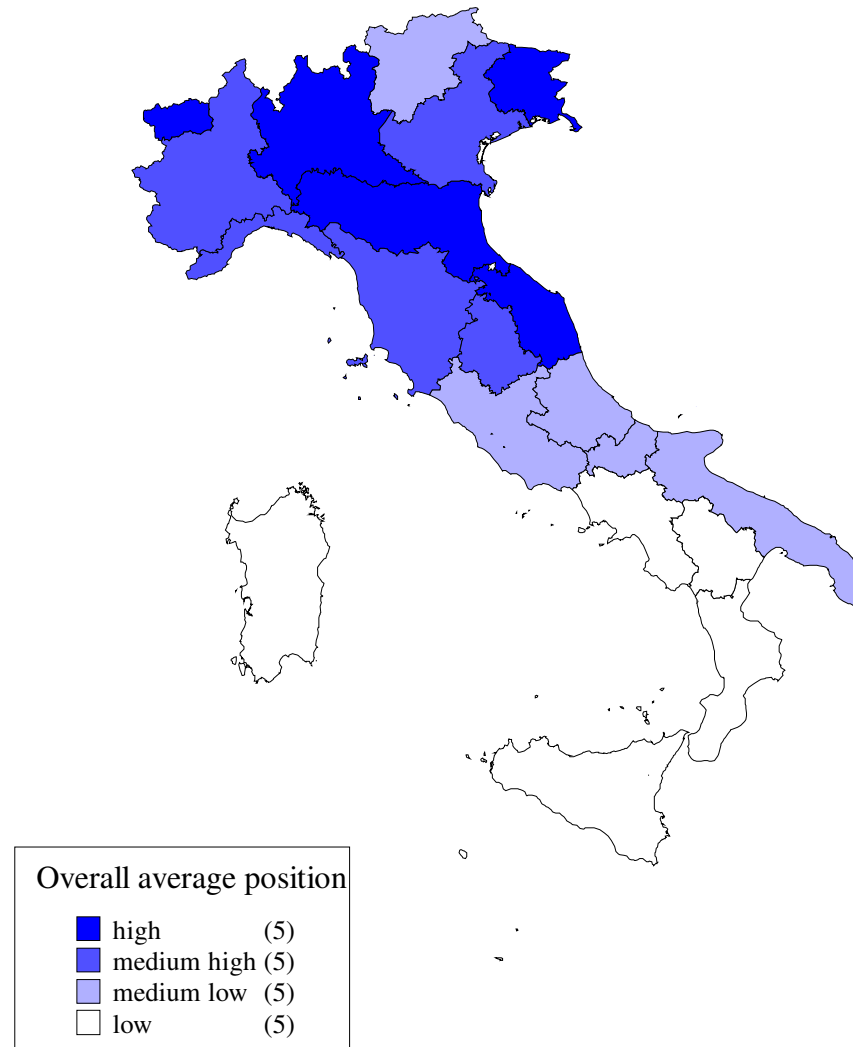 Overall average position
high (5)
medium high (5)
medium low (5)
low (5)